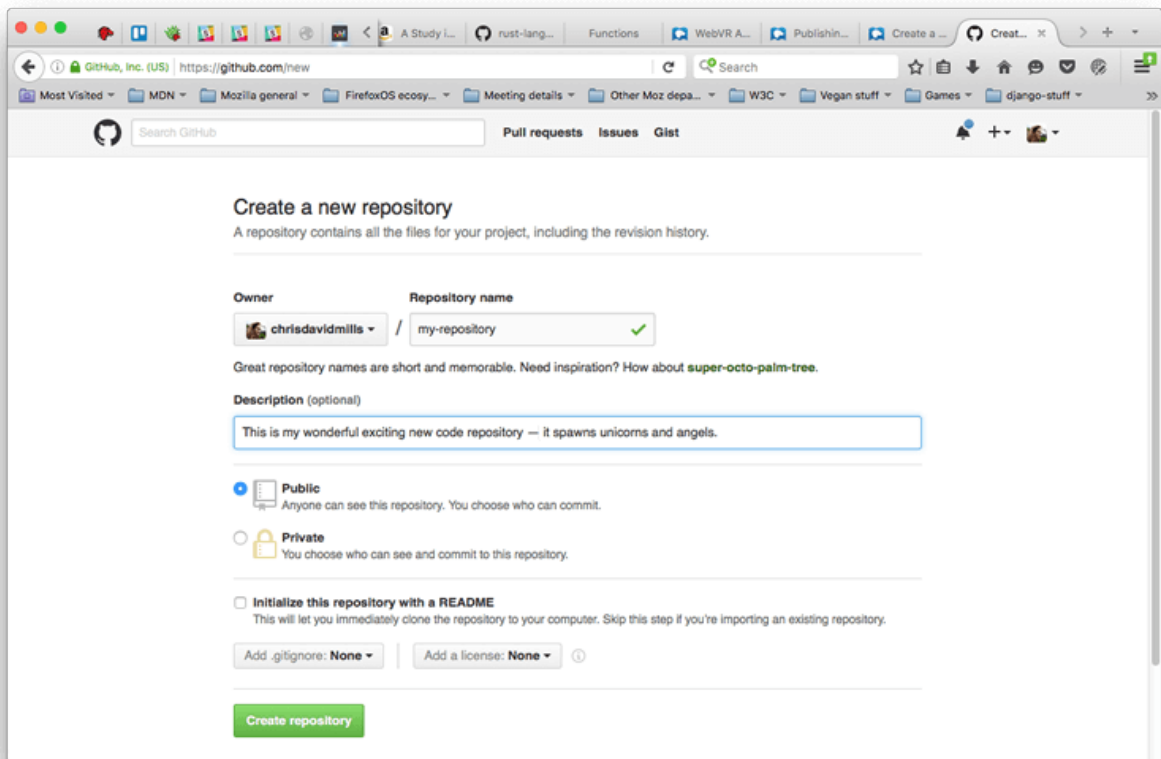 A Study i...
rust-lang...
Functions
WebVR A...
Publishin...
Create a ...
Creat...
GitHub, Inc. (US)
https://github.com/new
Search
Most Visited
MDN
Mozilla general
FirefoxOS ecosy...
Meeting details
Other Moz depa...
W3C
Vegan stuff
Games
django-stuff
Search GitHub
Pull requests
Issues
Gist
Create a new repository
A repository contains all the files for your project, including the revision history.
Owner
Repository name
chrisdavidmills
/
my-repository
Great repository names are short and memorable. Need inspiration? How about super-octo-palm-tree.
Description (optional)
This is my wonderful exciting new code repository — it spawns unicorns and angels.
Public
Anyone can see this repository. You choose who can commit.
Private
You choose who can see and commit to this repository.
Initialize this repository with a README
This will let you immediately clone the repository to your computer. Skip this step if you're importing an existing repository.
Add .gitignore: None
Add a license: None
Create repository